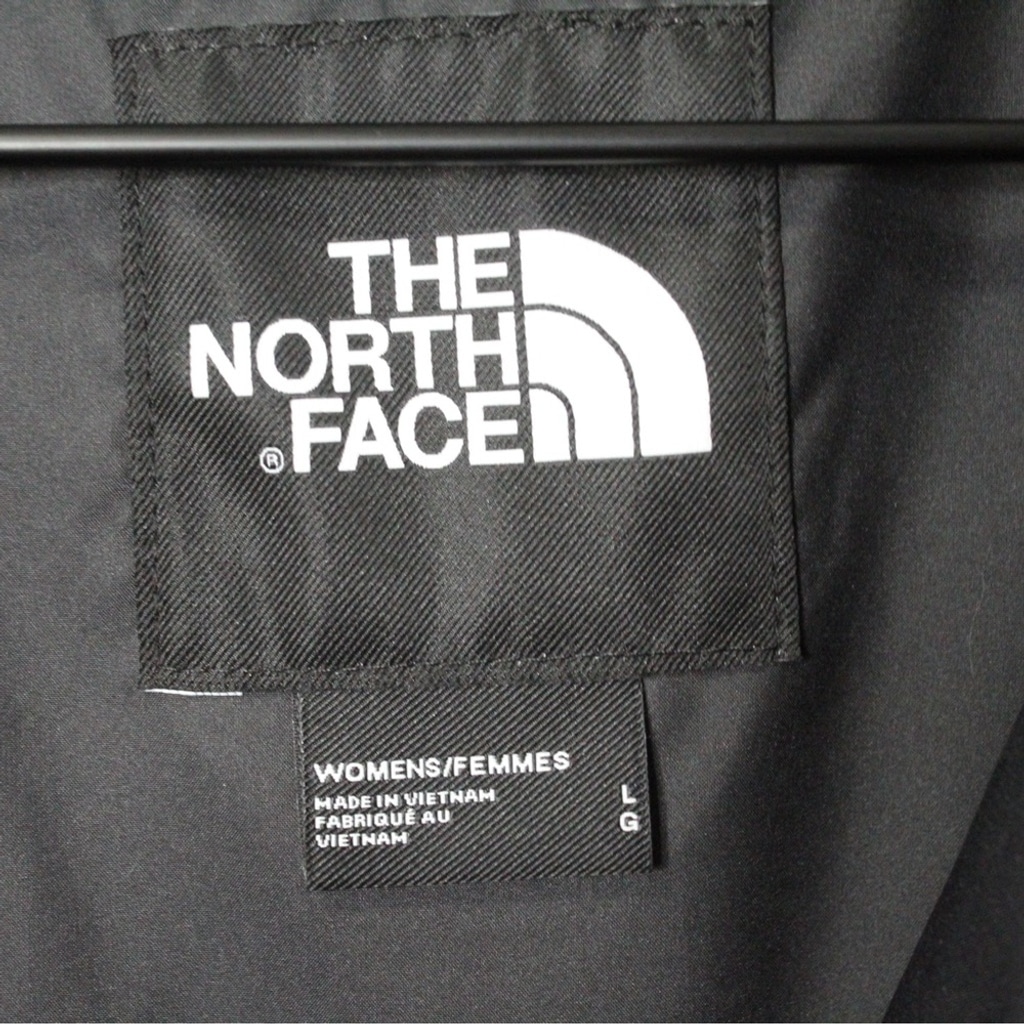 THE
NORTH
FACE
®
WOMENS/FEMMES
MADE IN VIETNAM
FABRIQUÉ AU
VIETNAM
L
G